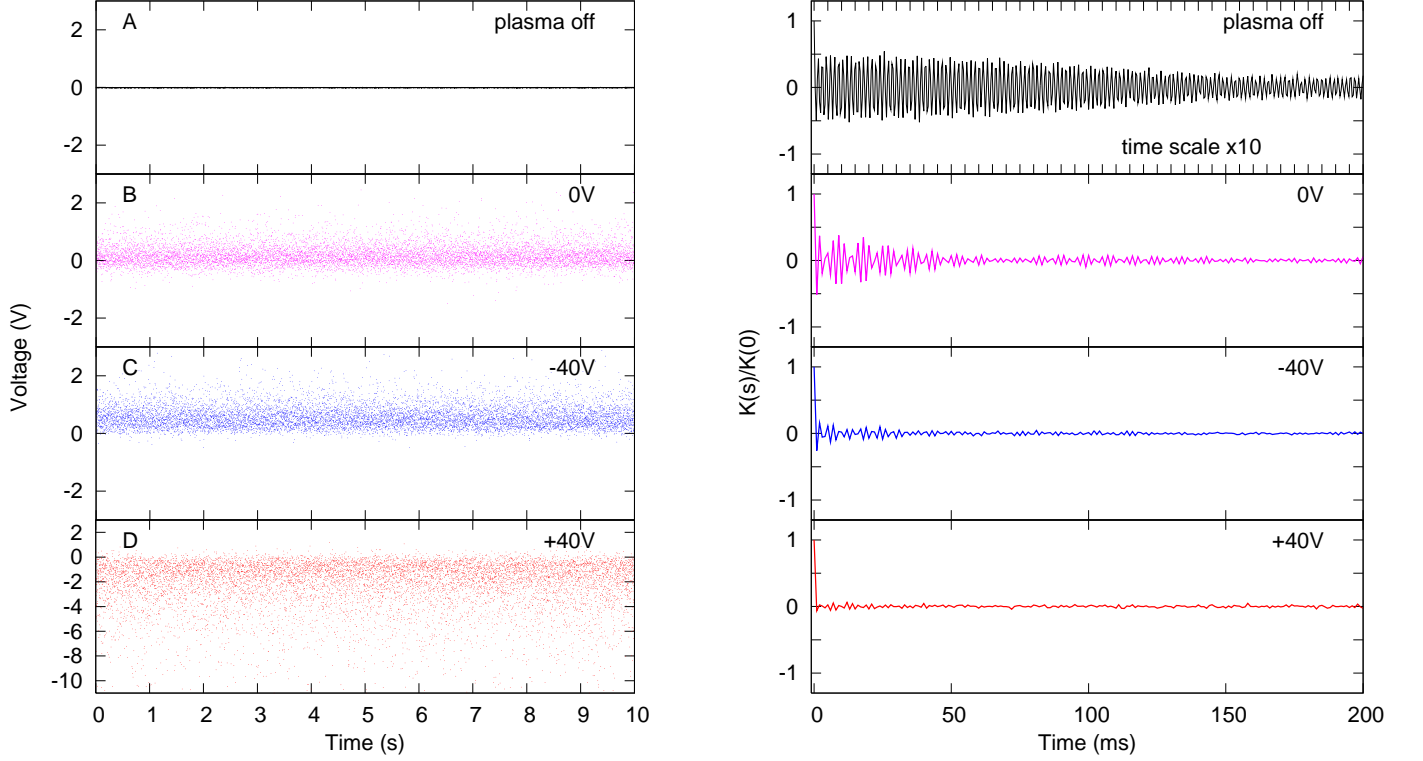 A plasma off
2
0
-2
B 0V
2
0
-2
C -40V
2
0
-2
D +40V
2
0
-2
-4
-6
-8
-10
0 1 2 3 4 5 6 7 8 9 10
Time (s)
Voltage (V)
plasma off
1
0
-1
time scale x10
0V
1
0
-1
-40V
1
0
-1
+40V
1
0
-1
0 50 100 150 200
Time (ms)
K(s)/K(0)